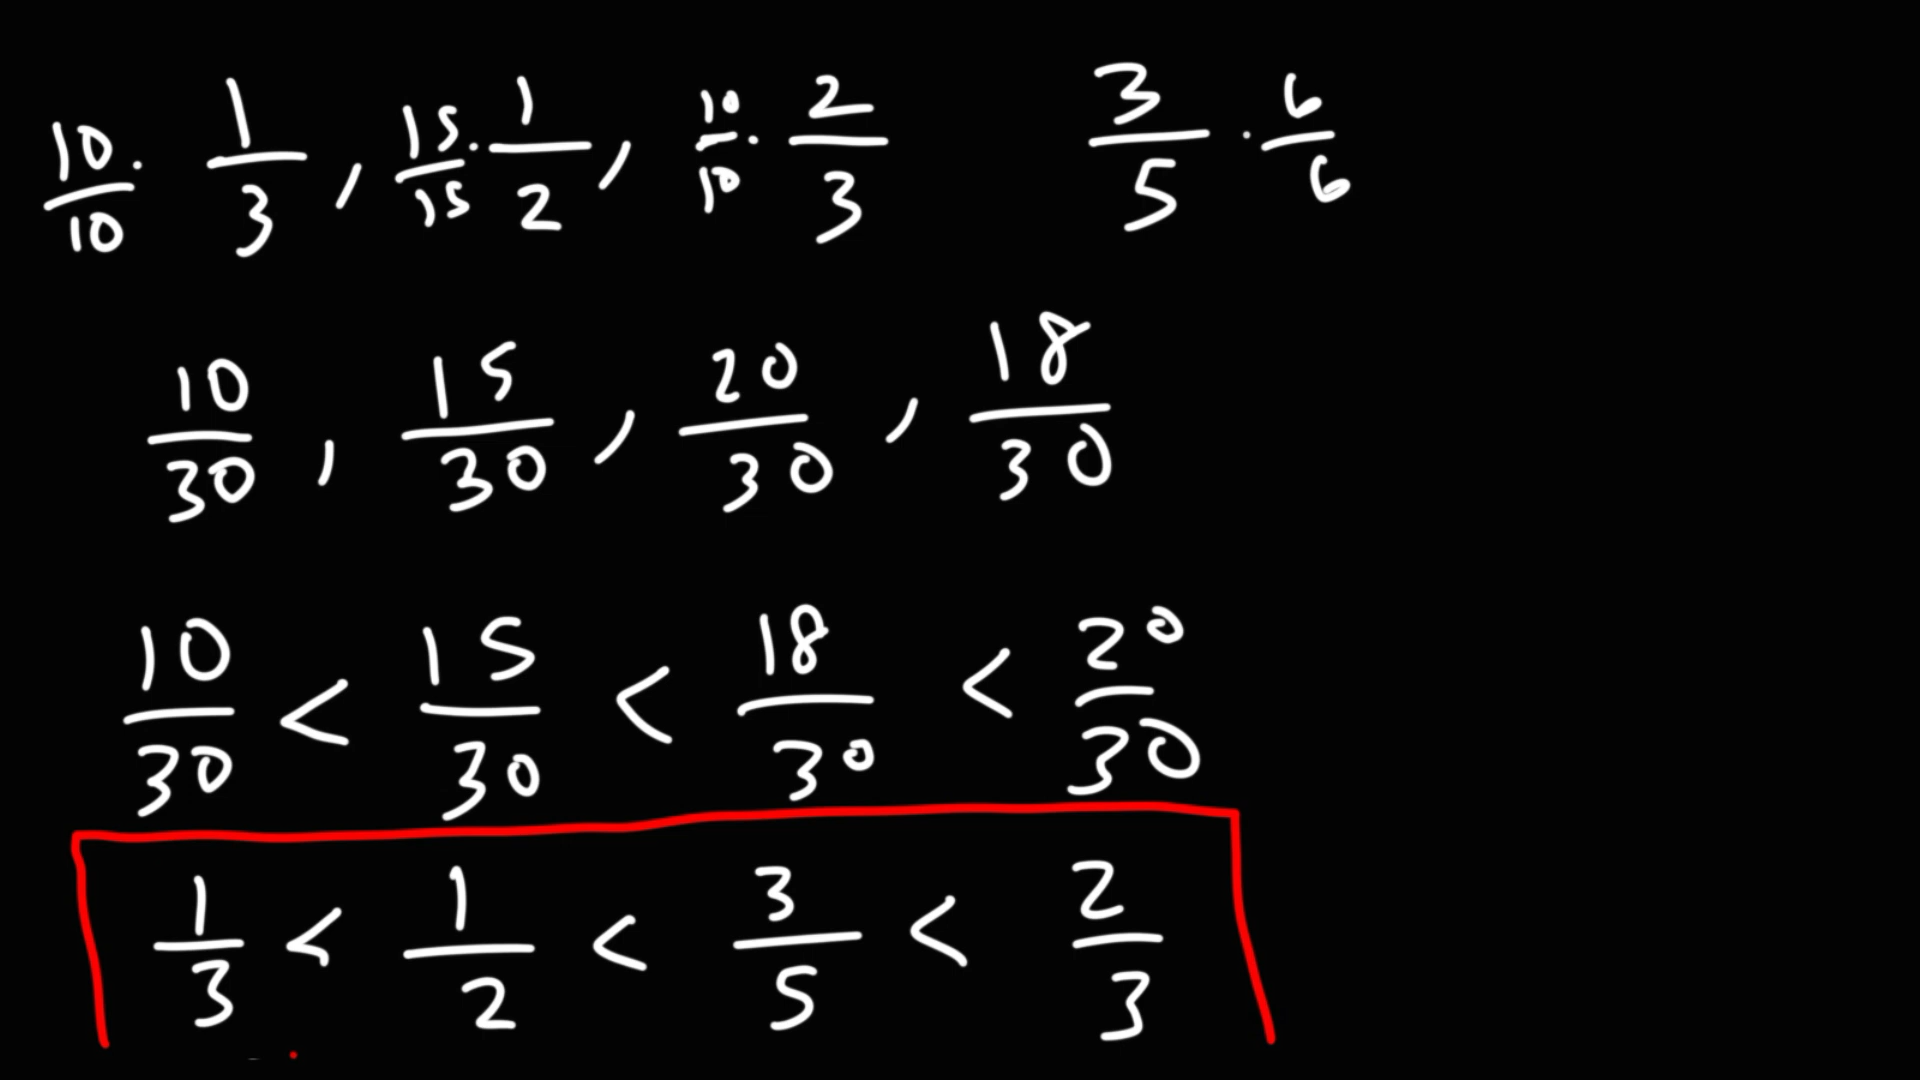 10/10 · 1/3 , 15/15 · 1/2 , 10/10 · 2/3 3/5 · 6/6
10/30 , 15/30 , 20/30 , 18/30
10/30 < 15/30 < 18/30 < 20/30
1/3 < 1/2 < 3/5 < 2/3